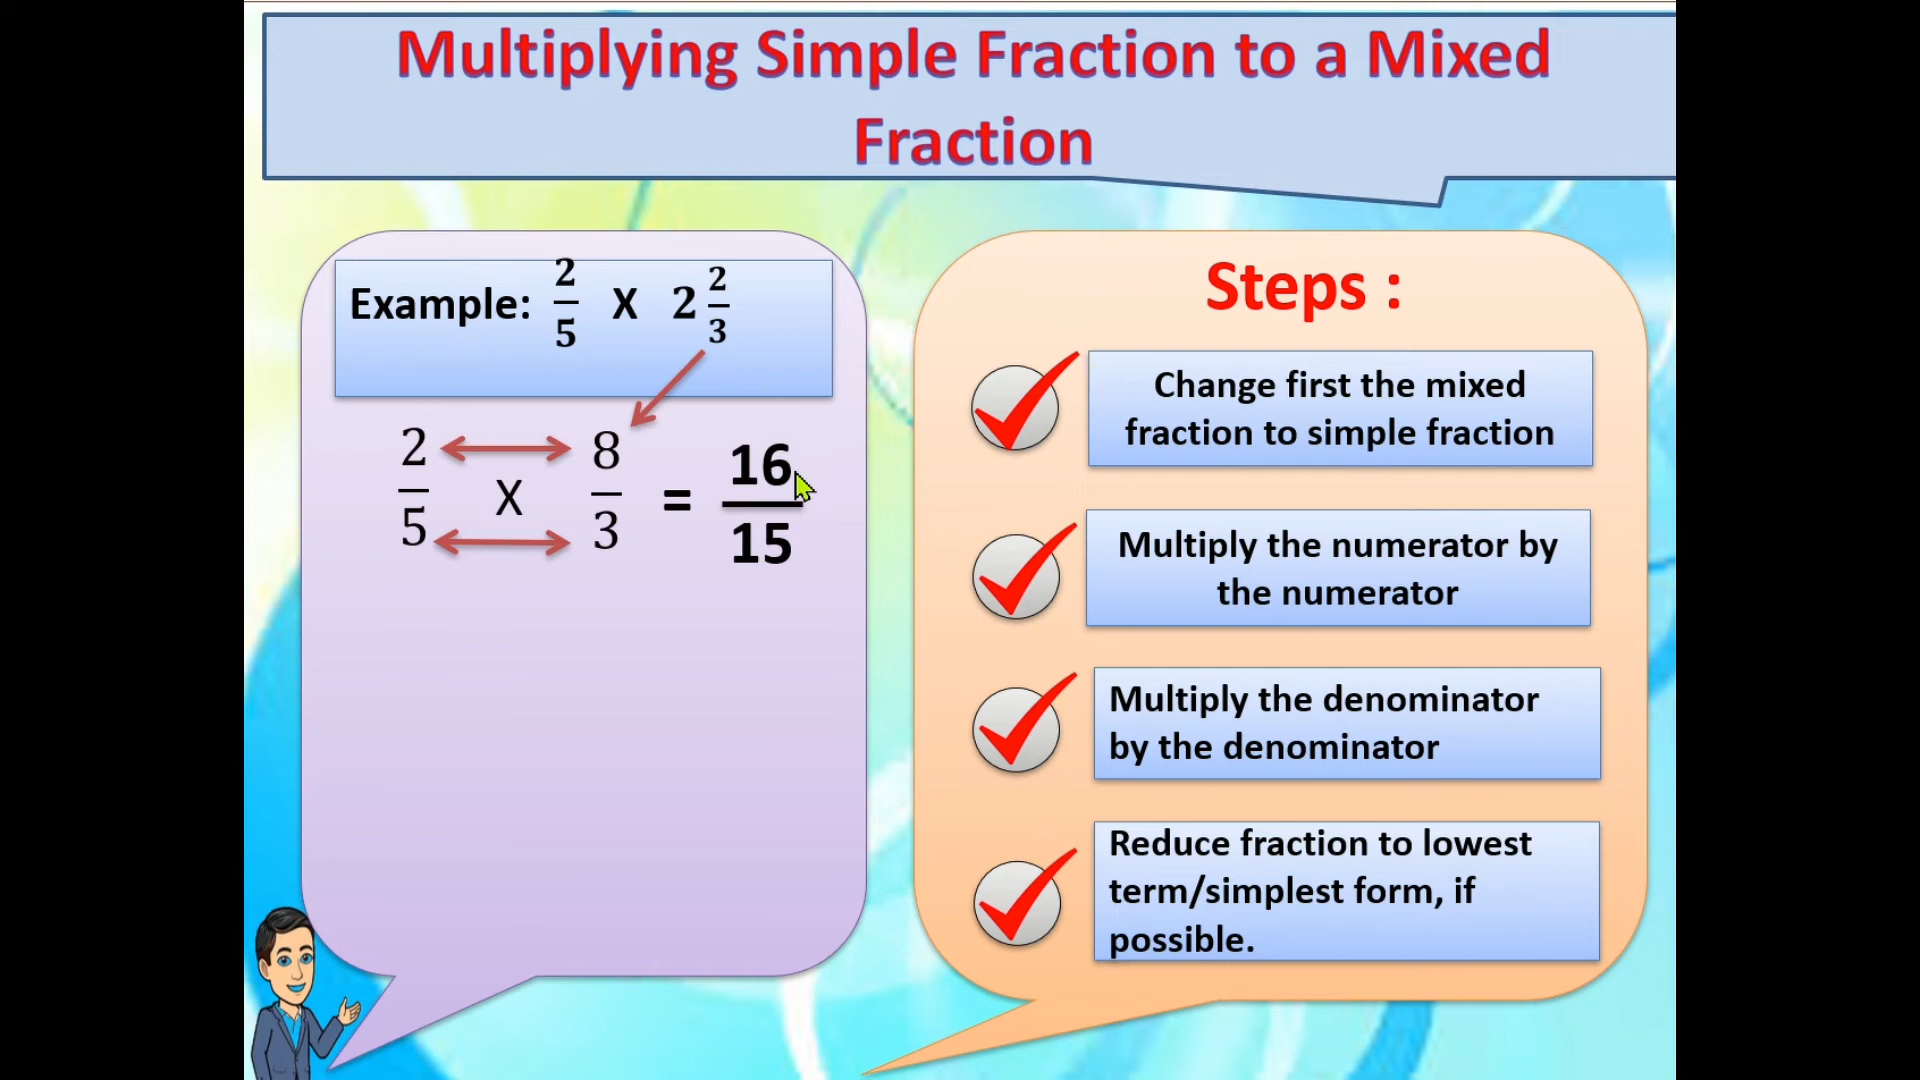 Multiplying Simple Fraction to a Mixed
Fraction
Example: 2/5 X 2 2/3
2/5 X 8/3 = 16/15
Steps :
Change first the mixed
fraction to simple fraction
Multiply the numerator by
the numerator
Multiply the denominator
by the denominator
Reduce fraction to lowest
term/simplest form, if
possible.